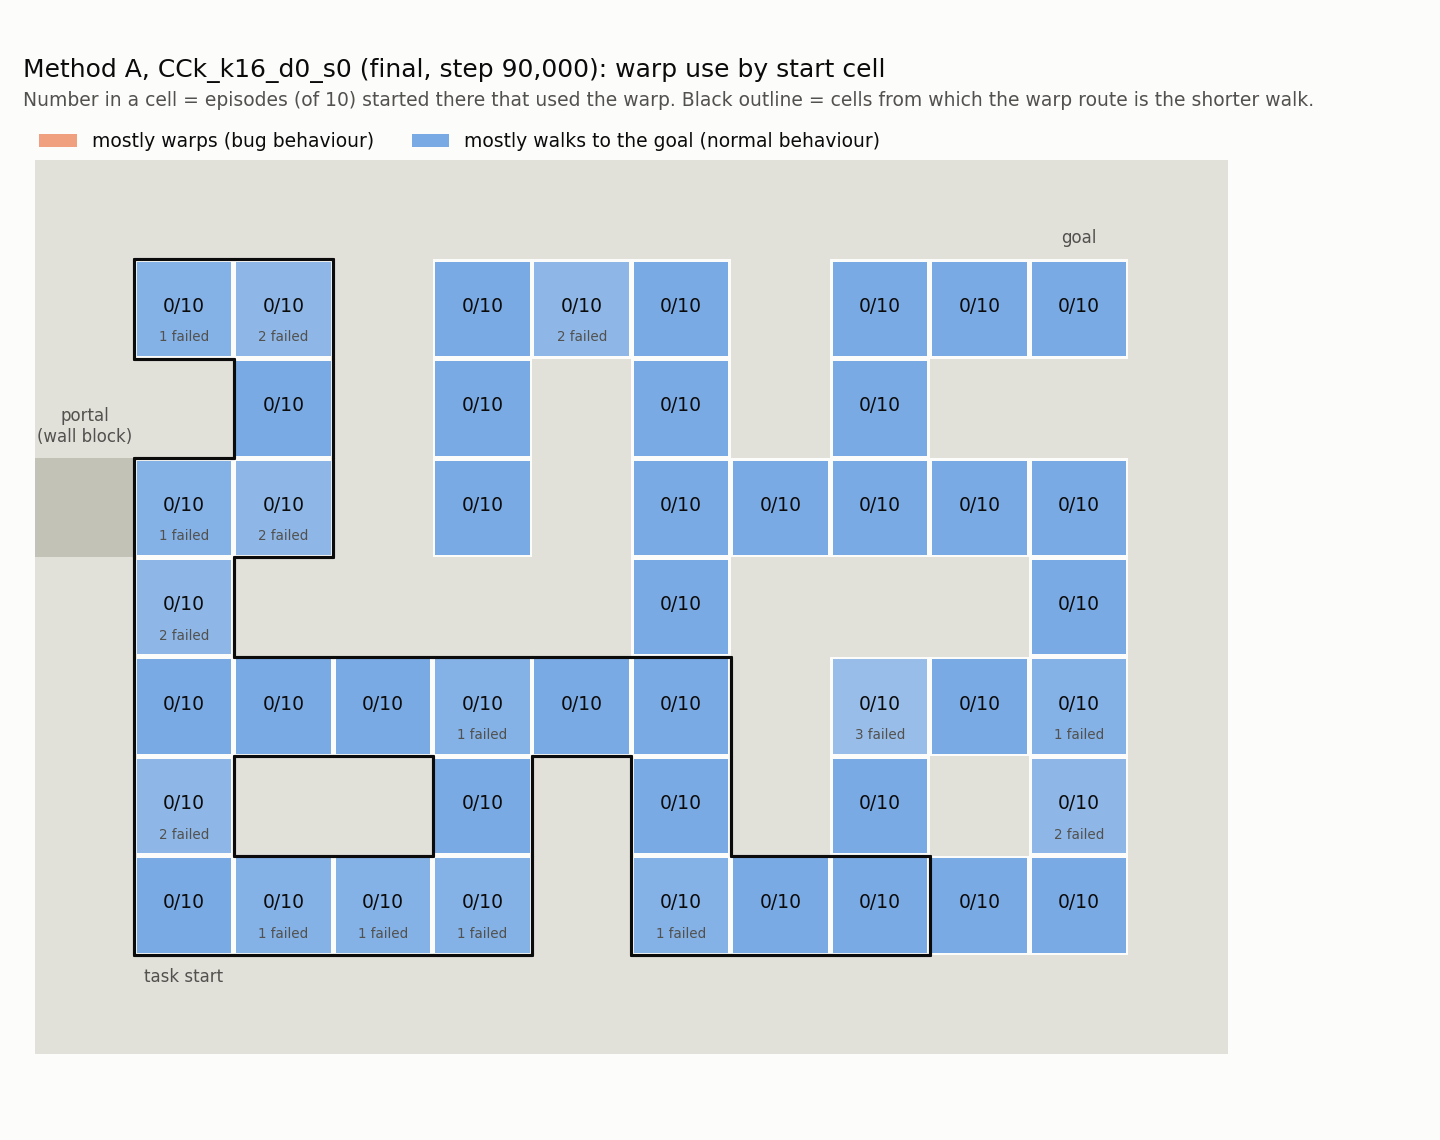 Method A, CCk_k16_d0_s0 (final, step 90,000): warp use by start cell
Number in a cell = episodes (of 10) started there that used the warp. Black outline = cells from which the warp route is the shorter walk.
mostly warps (bug behaviour) mostly walks to the goal (normal behaviour)
goal
0/10 0/10 0/10 0/10 0/10 0/10 0/10 0/10
1 failed 2 failed 2 failed
0/10 0/10 0/10 0/10
portal
(wall block)
0/10 0/10 0/10 0/10 0/10 0/10 0/10 0/10
1 failed 2 failed
0/10 0/10 0/10
2 failed
0/10 0/10 0/10 0/10 0/10 0/10 0/10 0/10 0/10
1 failed 3 failed 1 failed
0/10 0/10 0/10 0/10 0/10
2 failed 2 failed
0/10 0/10 0/10 0/10 0/10 0/10 0/10 0/10 0/10
1 failed 1 failed 1 failed 1 failed
task start